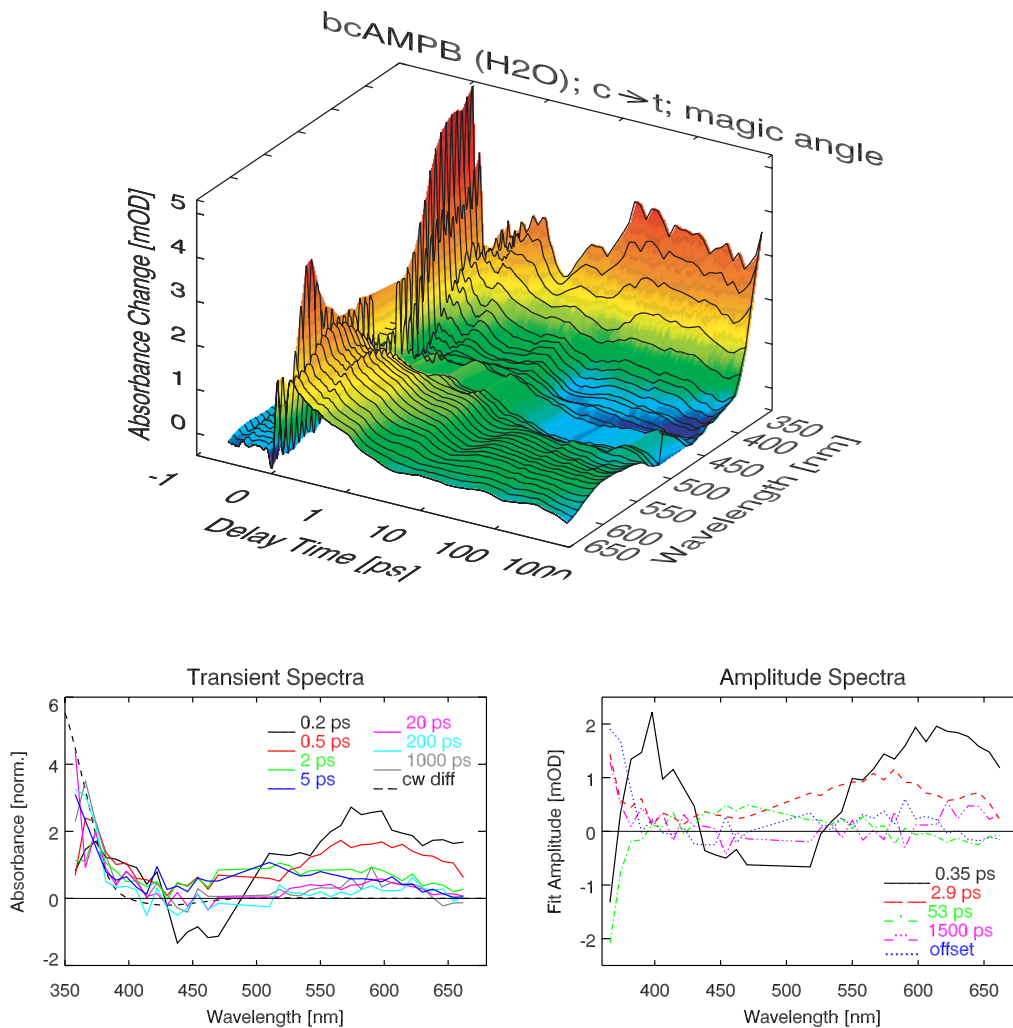 bcAMPB (H2O); c→t; magic angle
Absorbance Change [mOD]
5
4
3
2
1
0
-1
0
1
10
100
1000
Delay Time [ps]
350
400
450
500
550
600
650
Wavelength [nm]
Transient Spectra
Absorbance [norm.]
6
4
2
0
-2
0.2 ps
0.5 ps
2 ps
5 ps
20 ps
200 ps
1000 ps
cw diff
350 400 450 500 550 600 650
Wavelength [nm]
Amplitude Spectra
Fit Amplitude [mOD]
2
1
0
-1
-2
0.35 ps
2.9 ps
53 ps
1500 ps
offset
400 450 500 550 600 650
Wavelength [nm]